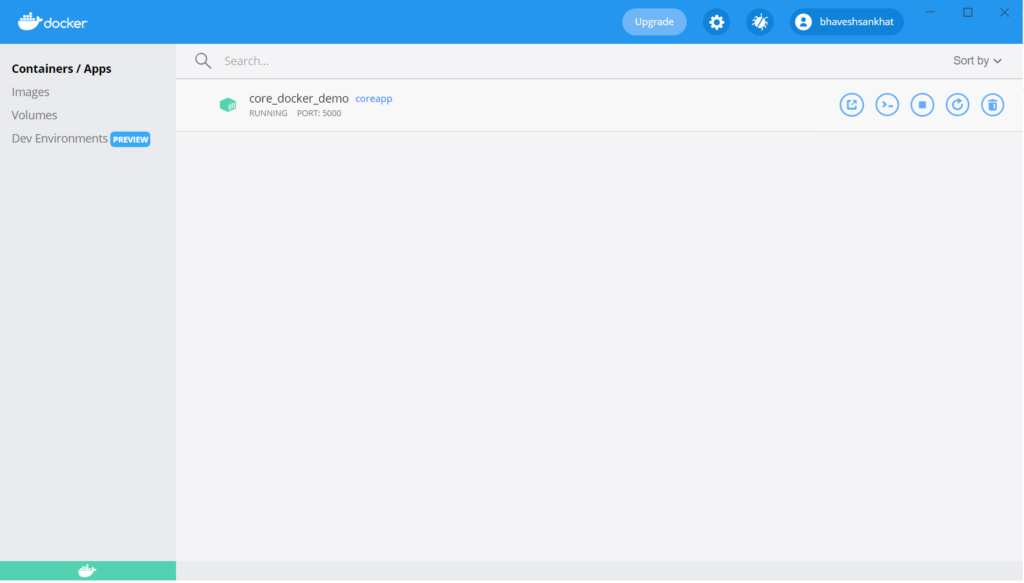 docker
Upgrade
bhaveshsankhat
Containers / Apps
Images
Volumes
Dev Environments PREVIEW
Search...
Sort by
core_docker_demo coreapp
RUNNING PORT: 5000